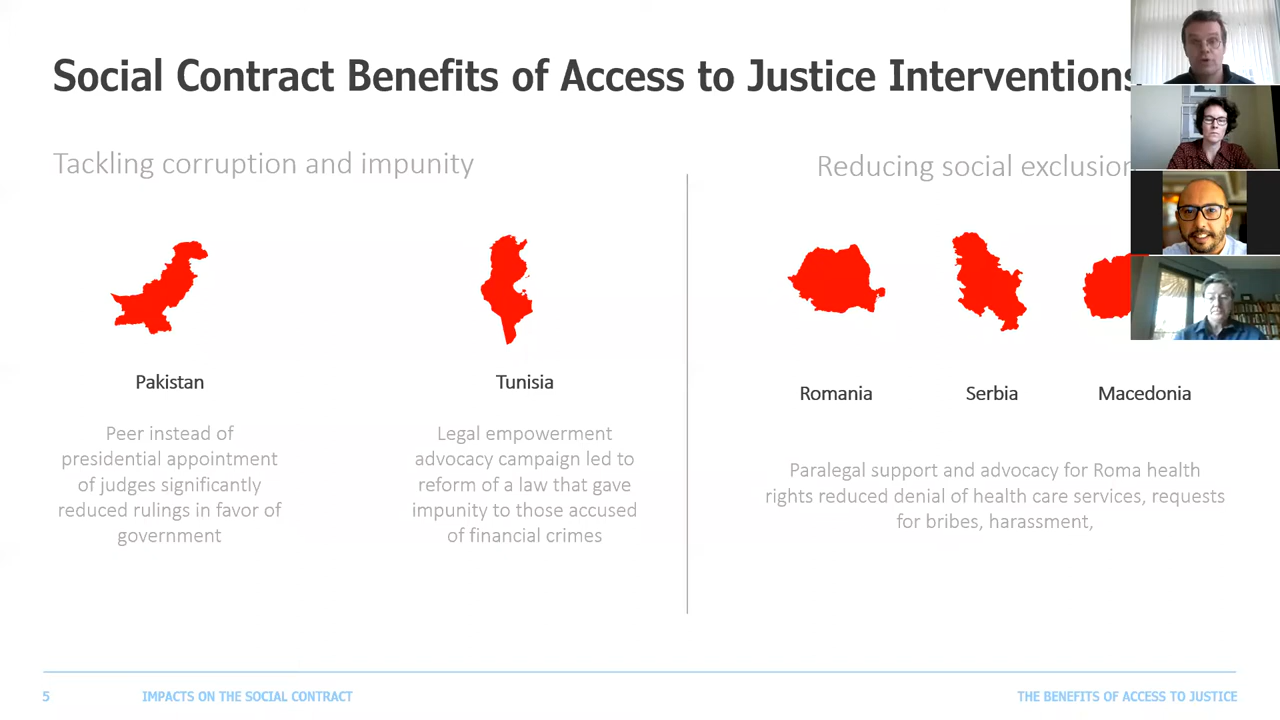 Social Contract Benefits of Access to Justice Interventions
Tackling corruption and impunity
Reducing social exclusion
Pakistan
Tunisia
Romania
Serbia
Macedonia
Peer instead of
presidential appointment
of judges significantly
reduced rulings in favor of
government
Legal empowerment
advocacy campaign led to
reform of a law that gave
impunity to those accused
of financial crimes
Paralegal support and advocacy for Roma health
rights reduced denial of health care services, requests
for bribes, harassment,
5
IMPACTS ON THE SOCIAL CONTRACT
THE BENEFITS OF ACCESS TO JUSTICE